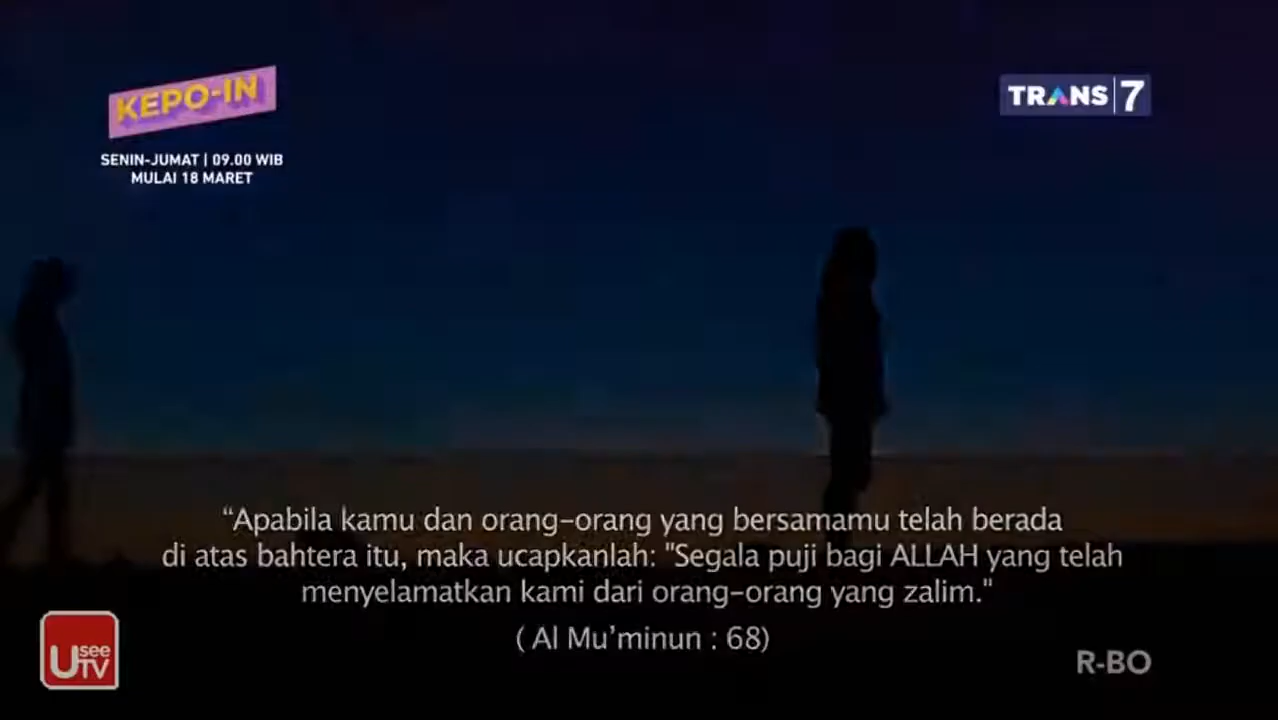 KEPO-IN
SENIN-JUMAT | 09.00 WIB
MULAI 18 MARET
TRANS|7
“Apabila kamu dan orang-orang yang bersamamu telah berada
di atas bahtera itu, maka ucapkanlah: "Segala puji bagi ALLAH yang telah
menyelamatkan kami dari orang-orang yang zalim."
( Al Mu’minun : 68)
UseeTV
R-BO